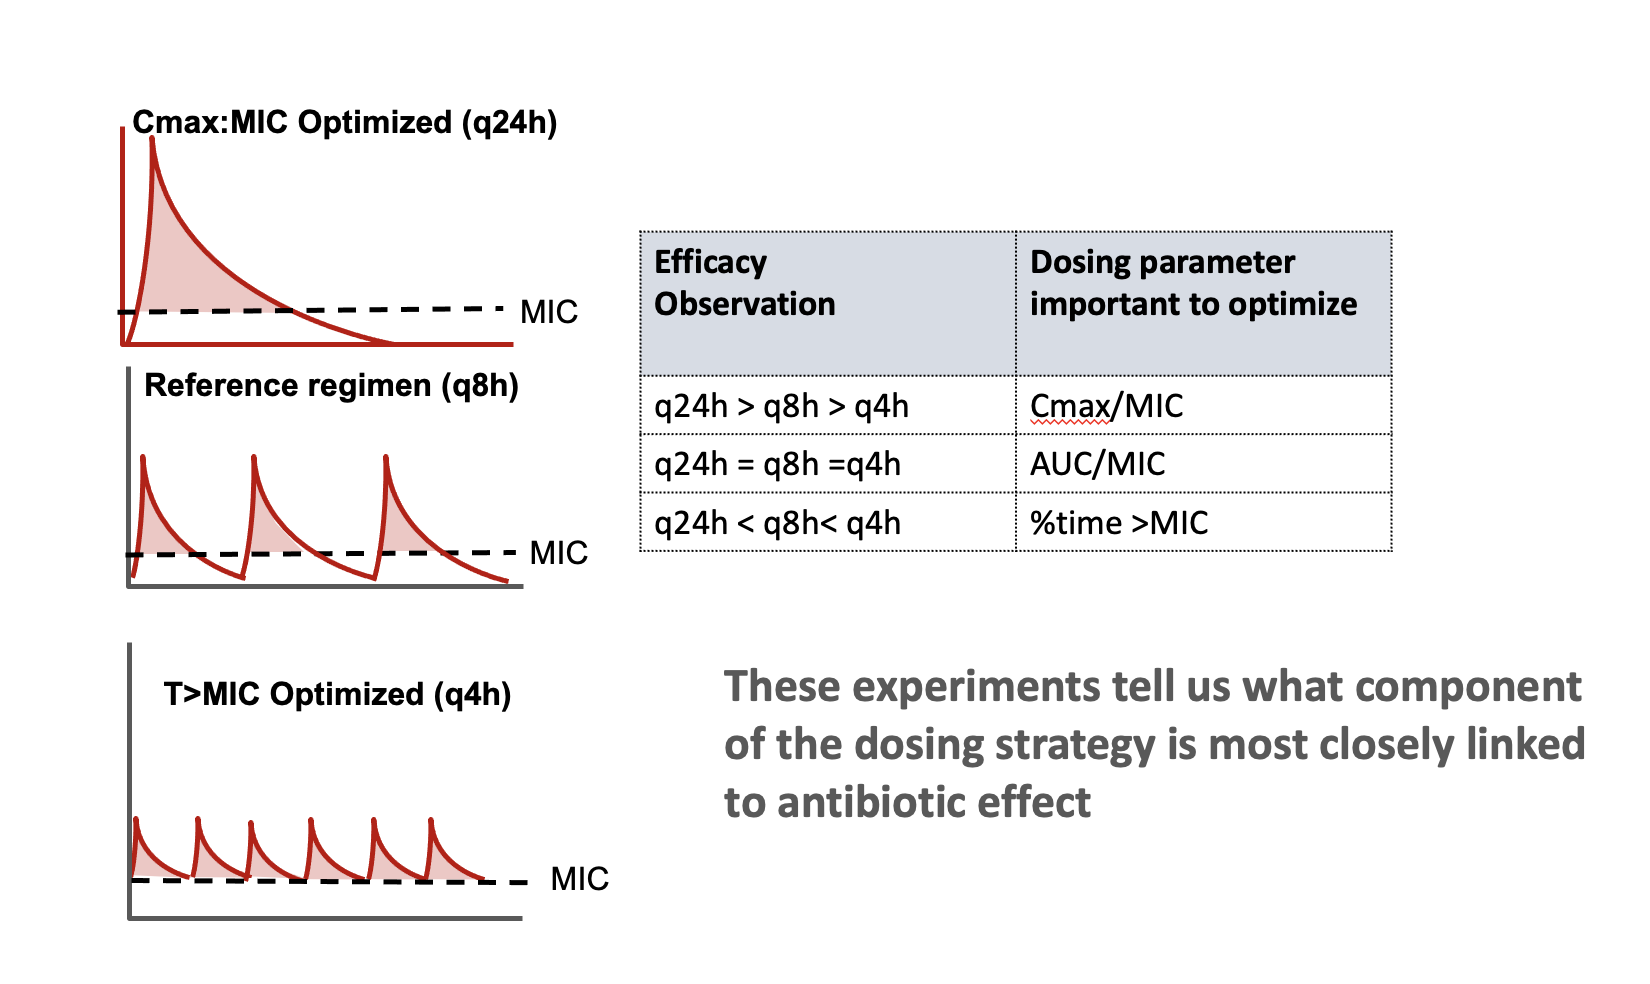 Cmax:MIC Optimized (q24h)
MIC
Reference regimen (q8h)
MIC
T>MIC Optimized (q4h)
MIC
Efficacy
Observation
Dosing parameter
important to optimize
q24h > q8h > q4h
Cmax/MIC
q24h = q8h =q4h
AUC/MIC
q24h < q8h< q4h
%time >MIC
These experiments tell us what component
of the dosing strategy is most closely linked
to antibiotic effect